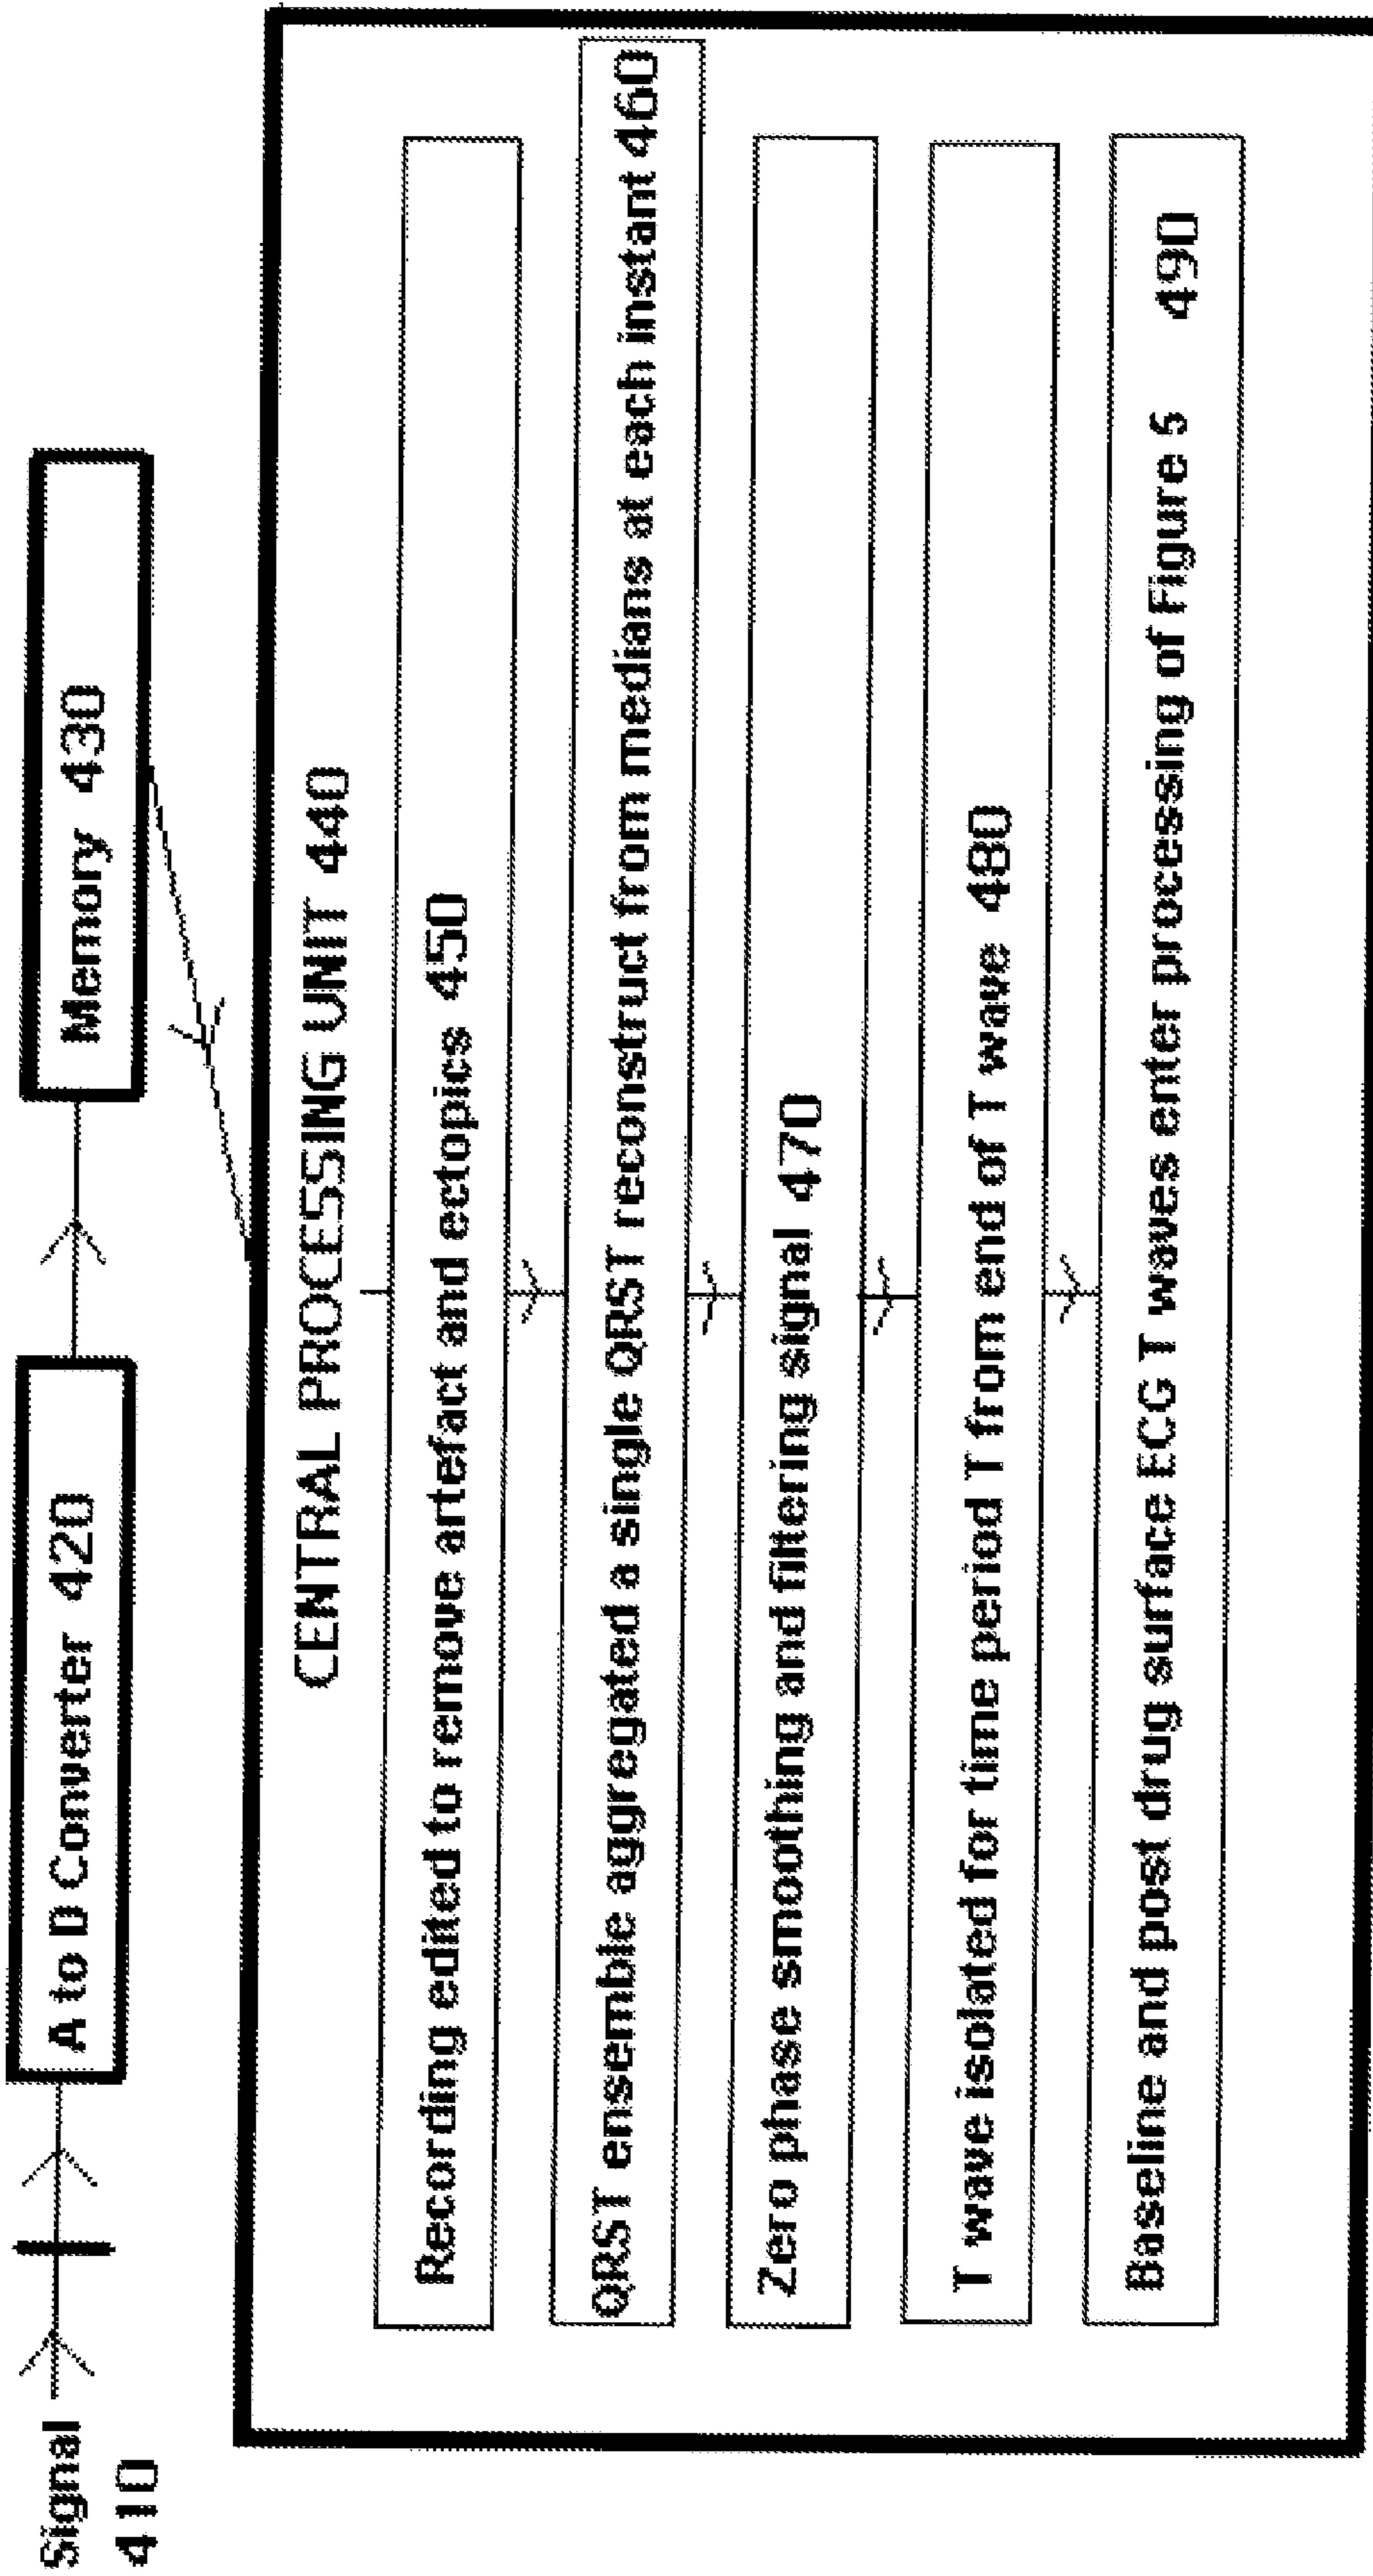 Signal
410
A to D Converter 420
Memory 430
CENTRAL PROCESSING UNIT 440
Recording edited to remove artefact and ectopics 450
QRST ensemble aggregated a single QRST reconstruct from medians at each instant 460
Zero phase smoothing and filtering signal 470
T wave isolated for time period T from end of T wave 480
Baseline and post drug surface ECG T waves enter processing of Figure 5 490